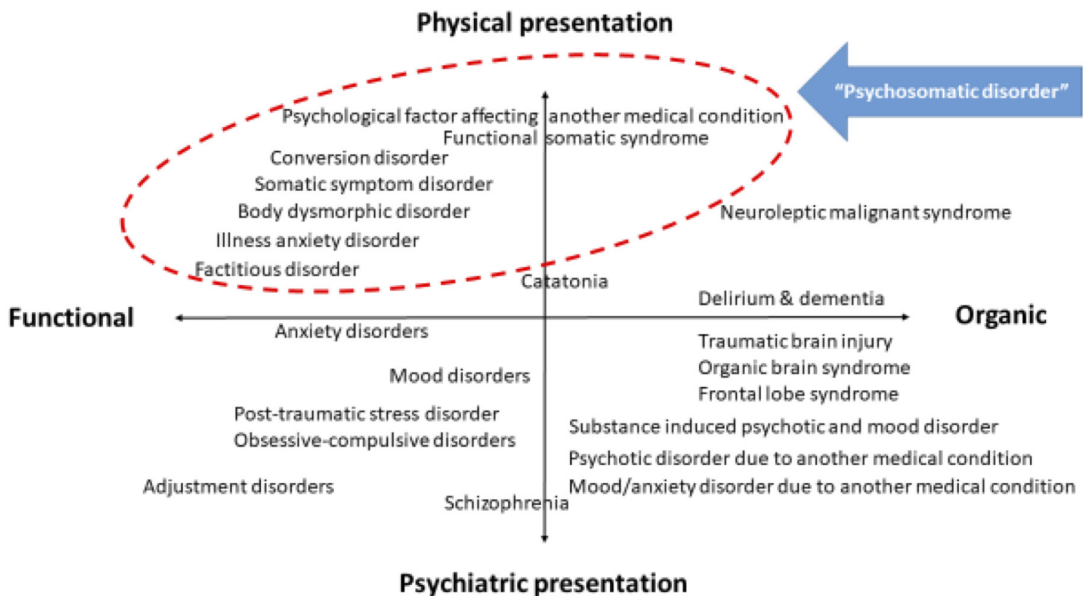 Physical presentation
“Psychosomatic disorder”
Psychological factor affecting another medical condition
Functional somatic syndrome
Conversion disorder
Somatic symptom disorder
Body dysmorphic disorder
Neuroleptic malignant syndrome
Illness anxiety disorder
Factitious disorder
Catatonia
Delirium & dementia
Functional
Organic
Anxiety disorders
Traumatic brain injury
Organic brain syndrome
Mood disorders
Frontal lobe syndrome
Post-traumatic stress disorder
Substance induced psychotic and mood disorder
Obsessive-compulsive disorders
Psychotic disorder due to another medical condition
Adjustment disorders
Mood/anxiety disorder due to another medical condition
Schizophrenia
Psychiatric presentation